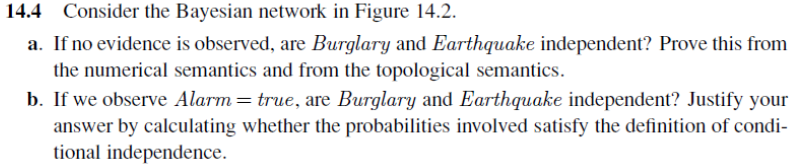 14.4 Consider the Bayesian network in Figure 14.2.
a. If no evidence is observed, are Burglary and Earthquake independent? Prove this from
the numerical semantics and from the topological semantics.
b. If we observe Alarm = true, are Burglary and Earthquake independent? Justify your
answer by calculating whether the probabilities involved satisfy the definition of condi-
tional independence.